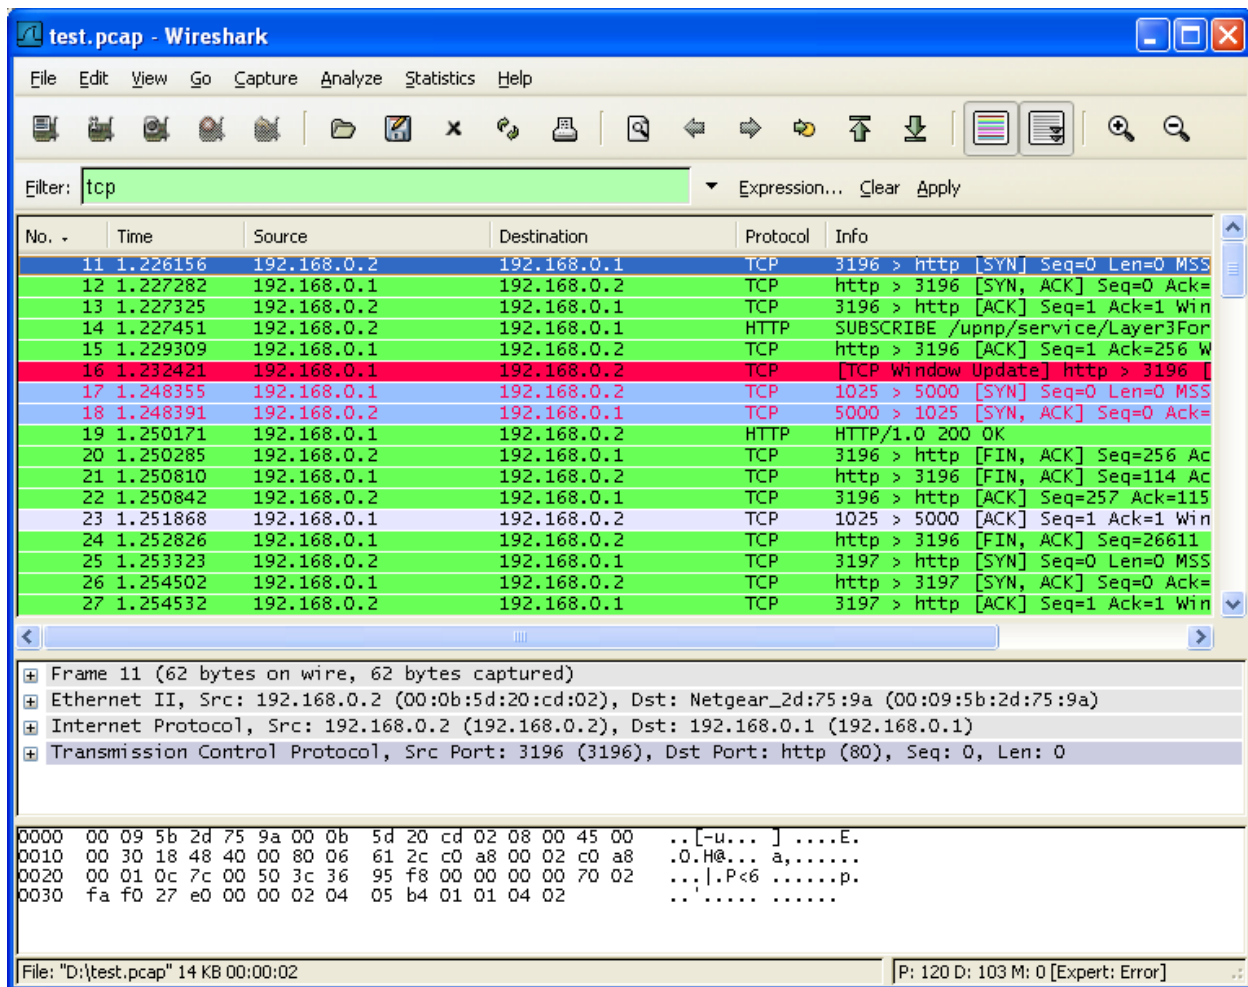 test.pcap - Wireshark
File Edit View Go Capture Analyze Statistics Help
Filter: tcp Expression... Clear Apply
No. Time Source Destination Protocol Info
11 1.226156 192.168.0.2 192.168.0.1 TCP 3196 > http [SYN] Seq=0 Len=0 MSS
12 1.227282 192.168.0.1 192.168.0.2 TCP http > 3196 [SYN, ACK] Seq=0 Ack=
13 1.227325 192.168.0.2 192.168.0.1 TCP 3196 > http [ACK] Seq=1 Ack=1 Win
14 1.227451 192.168.0.2 192.168.0.1 HTTP SUBSCRIBE /upnp/service/Layer3For
15 1.229309 192.168.0.1 192.168.0.2 TCP http > 3196 [ACK] Seq=1 Ack=256 W
16 1.232421 192.168.0.1 192.168.0.2 TCP [TCP Window Update] http > 3196 [
17 1.248355 192.168.0.1 192.168.0.2 TCP 1025 > 5000 [SYN] Seq=0 Len=0 MSS
18 1.248391 192.168.0.2 192.168.0.1 TCP 5000 > 1025 [SYN, ACK] Seq=0 Ack=
19 1.250171 192.168.0.1 192.168.0.2 HTTP HTTP/1.0 200 OK
20 1.250285 192.168.0.2 192.168.0.1 TCP 3196 > http [FIN, ACK] Seq=256 Ac
21 1.250810 192.168.0.1 192.168.0.2 TCP http > 3196 [FIN, ACK] Seq=114 Ac
22 1.250842 192.168.0.2 192.168.0.1 TCP 3196 > http [ACK] Seq=257 Ack=115
23 1.251868 192.168.0.1 192.168.0.2 TCP 1025 > 5000 [ACK] Seq=1 Ack=1 Win
24 1.252826 192.168.0.1 192.168.0.2 TCP http > 3196 [FIN, ACK] Seq=26611
25 1.253323 192.168.0.2 192.168.0.1 TCP 3197 > http [SYN] Seq=0 Len=0 MSS
26 1.254502 192.168.0.1 192.168.0.2 TCP http > 3197 [SYN, ACK] Seq=0 Ack=
27 1.254532 192.168.0.2 192.168.0.1 TCP 3197 > http [ACK] Seq=1 Ack=1 Win
Frame 11 (62 bytes on wire, 62 bytes captured)
Ethernet II, Src: 192.168.0.2 (00:0b:5d:20:cd:02), Dst: Netgear_2d:75:9a (00:09:5b:2d:75:9a)
Internet Protocol, Src: 192.168.0.2 (192.168.0.2), Dst: 192.168.0.1 (192.168.0.1)
Transmission Control Protocol, Src Port: 3196 (3196), Dst Port: http (80), Seq: 0, Len: 0
0000 00 09 5b 2d 75 9a 00 0b 5d 20 cd 02 08 00 45 00 ..[-u... ] ....E.
0010 00 30 18 48 40 00 80 06 61 2c c0 a8 00 02 c0 a8 .0.H@... a,......
0020 00 01 0c 7c 00 50 3c 36 95 f8 00 00 00 00 70 02 ...|.P<6 ......p.
0030 fa f0 27 e0 00 00 02 04 05 b4 01 01 04 02 ..'..... ......
File: "D:\test.pcap" 14 KB 00:00:02 P: 120 D: 103 M: 0 [Expert: Error]